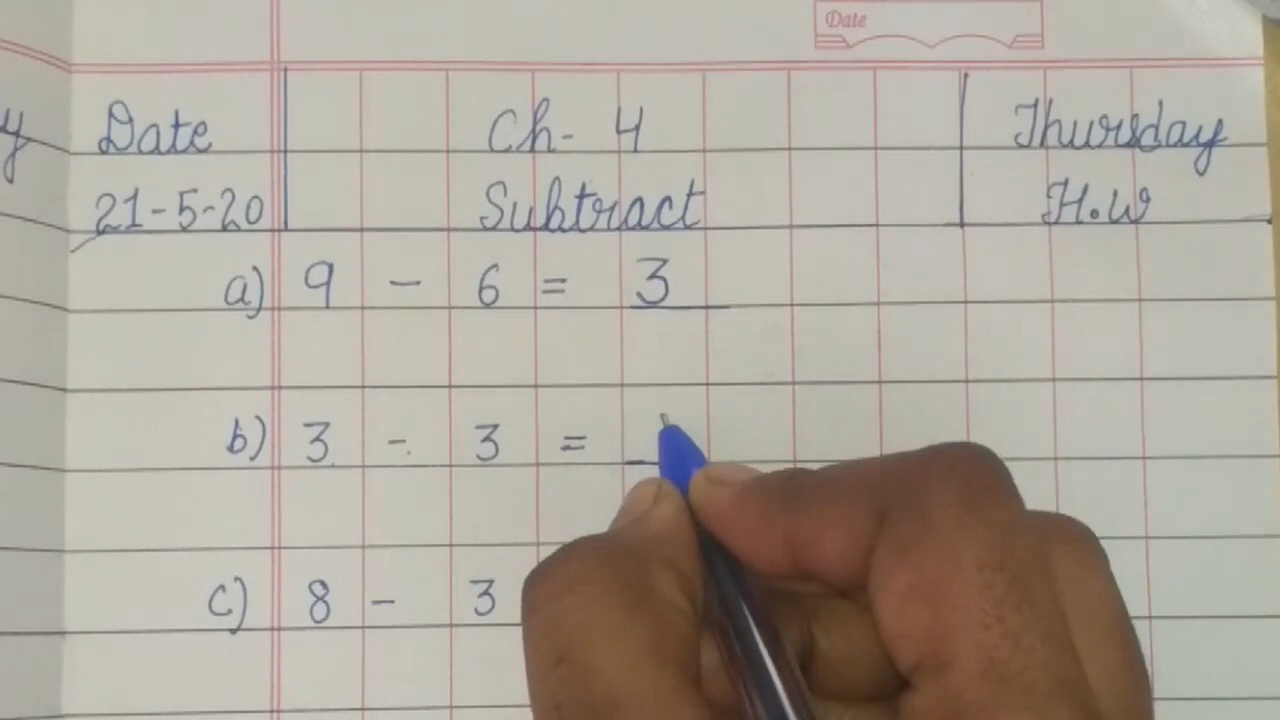 Date
y Date Ch- 4 Thursday
21-5-20 Subtract H.W
a) 9 - 6 = 3
b) 3 - 3 =
c) 8 - 3